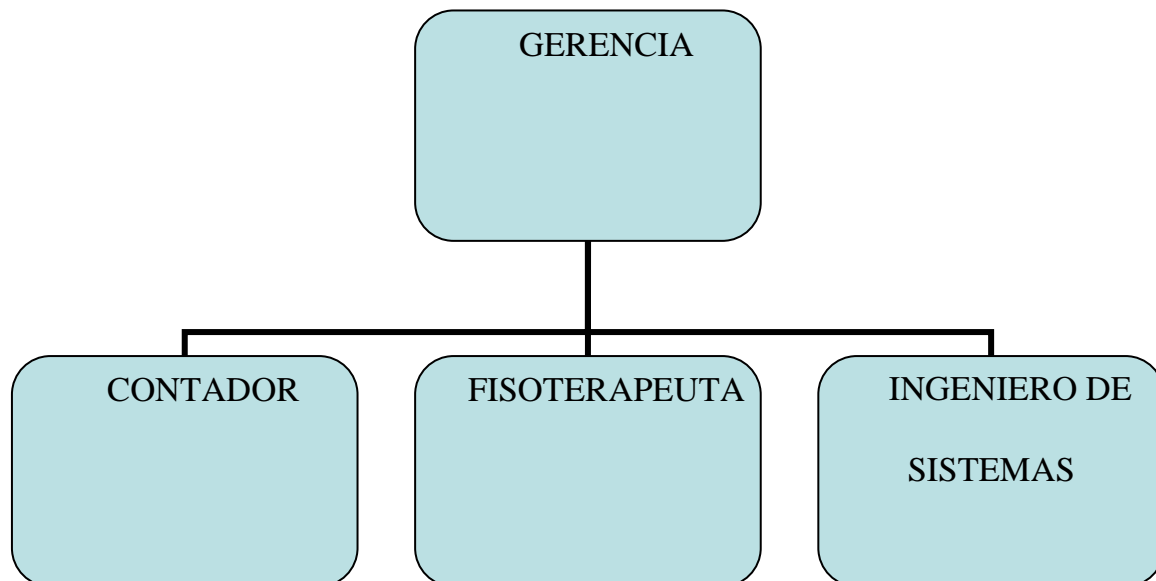 GERENCIA
CONTADOR
FISOTERAPEUTA
INGENIERO DE
SISTEMAS